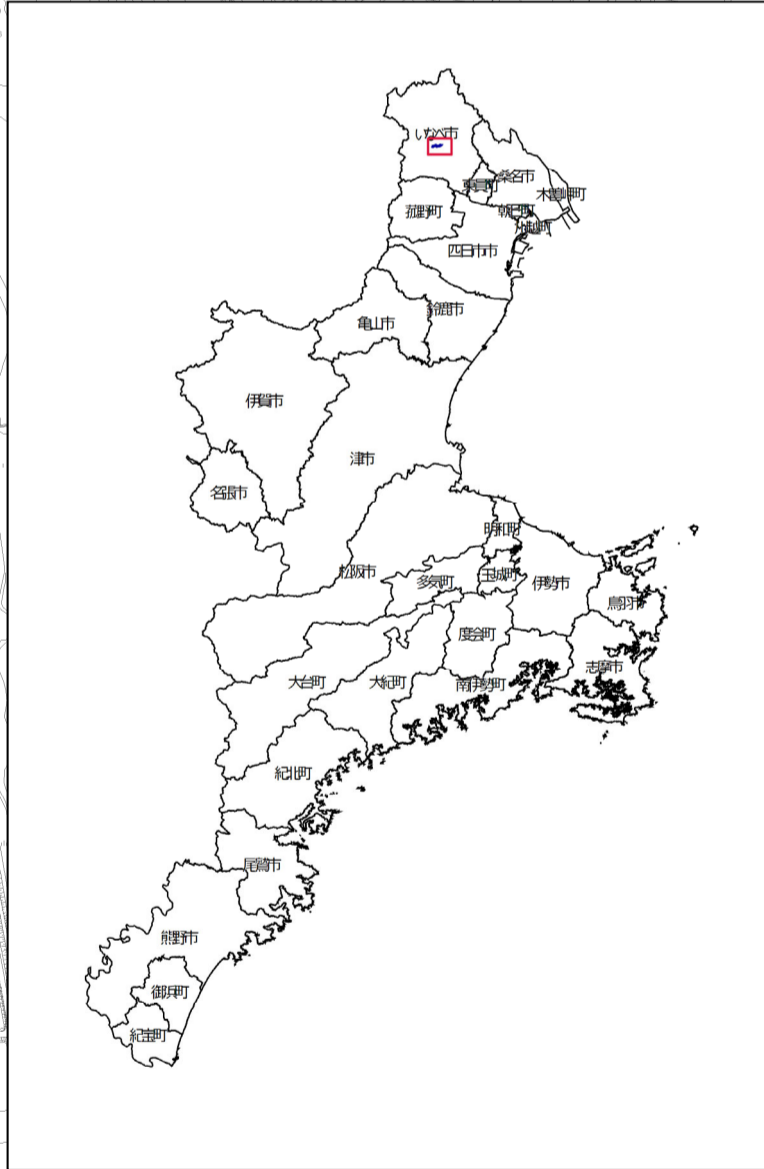 いなべ市
桑名市
東員町
木曽岬町
朝日町
菰野町
川越町
四日市市
鈴鹿市
亀山市
伊賀市
津市
名張市
明和町
松阪市
多気町
玉城町
伊勢市
鳥羽市
度会町
志摩市
大台町
大紀町
南伊勢町
紀北町
尾鷲市
熊野市
御浜町
紀宝町